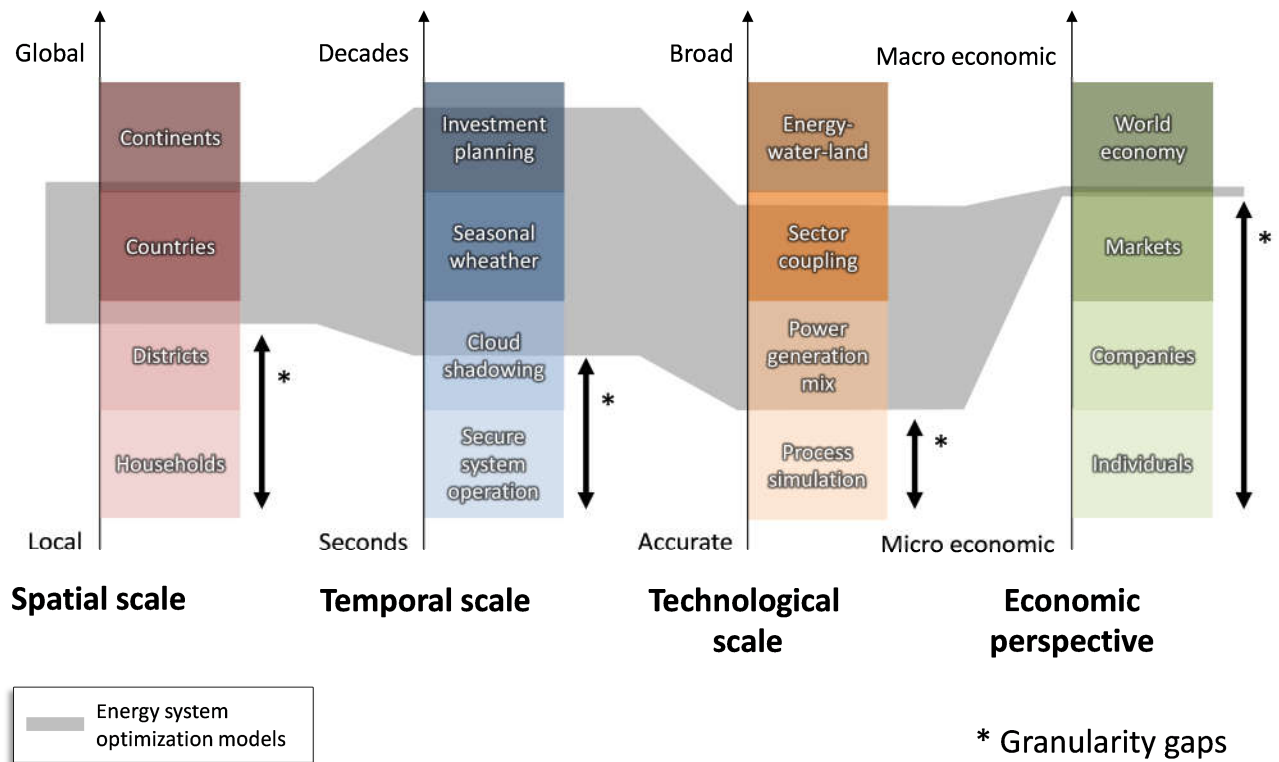 Global
Continents
Countries
Districts
*
Households
Local
Spatial scale
Decades
Investment
planning
Seasonal
wheather
Cloud
shadowing
*
Secure
system
operation
Seconds
Temporal scale
Broad
Energy-
water-land
Sector
coupling
Power
generation
mix
*
Process
simulation
Accurate
Technological
scale
Macro economic
World
economy
*
Markets
Companies
Individuals
Micro economic
Economic
perspective
Energy system
optimization models
* Granularity gaps